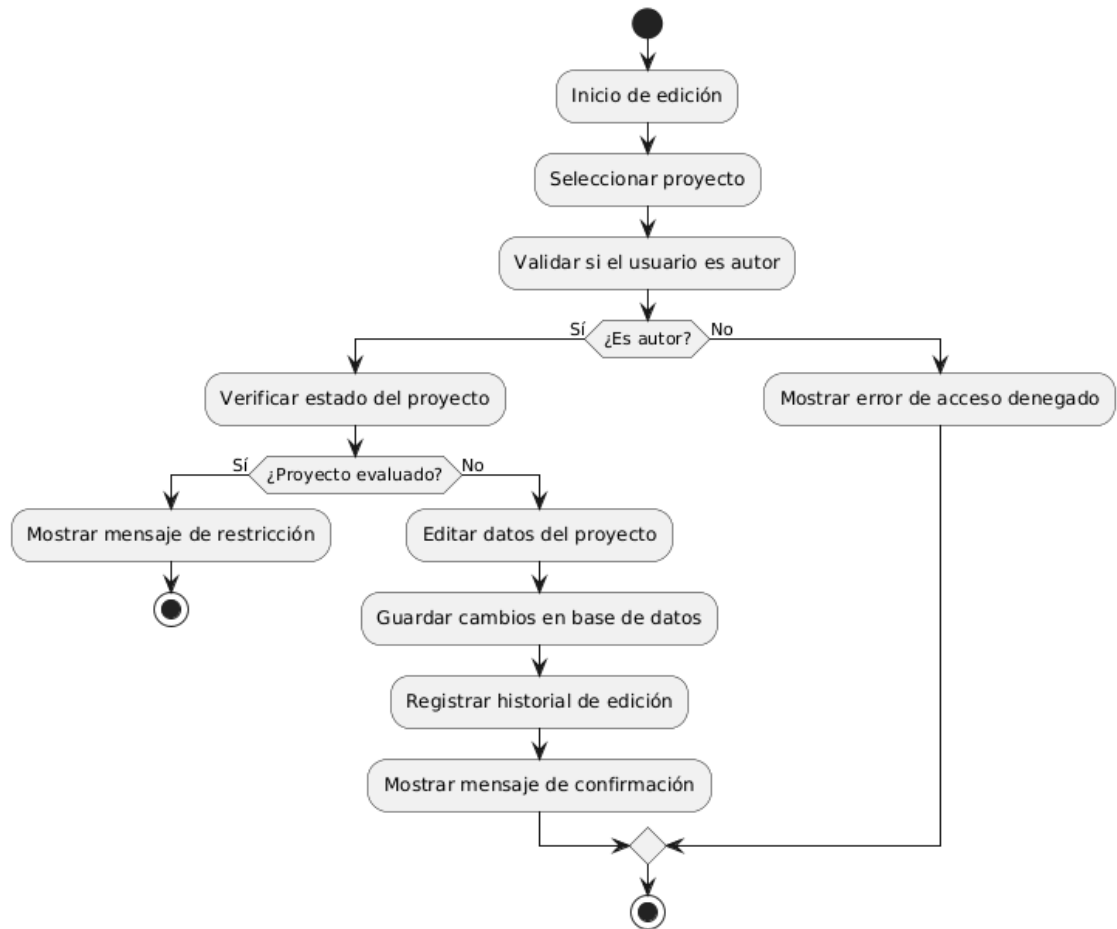 Inicio de edición
Seleccionar proyecto
Validar si el usuario es autor
Sí
¿Es autor?
No
Verificar estado del proyecto
Mostrar error de acceso denegado
Sí
¿Proyecto evaluado?
No
Mostrar mensaje de restricción
Editar datos del proyecto
Guardar cambios en base de datos
Registrar historial de edición
Mostrar mensaje de confirmación